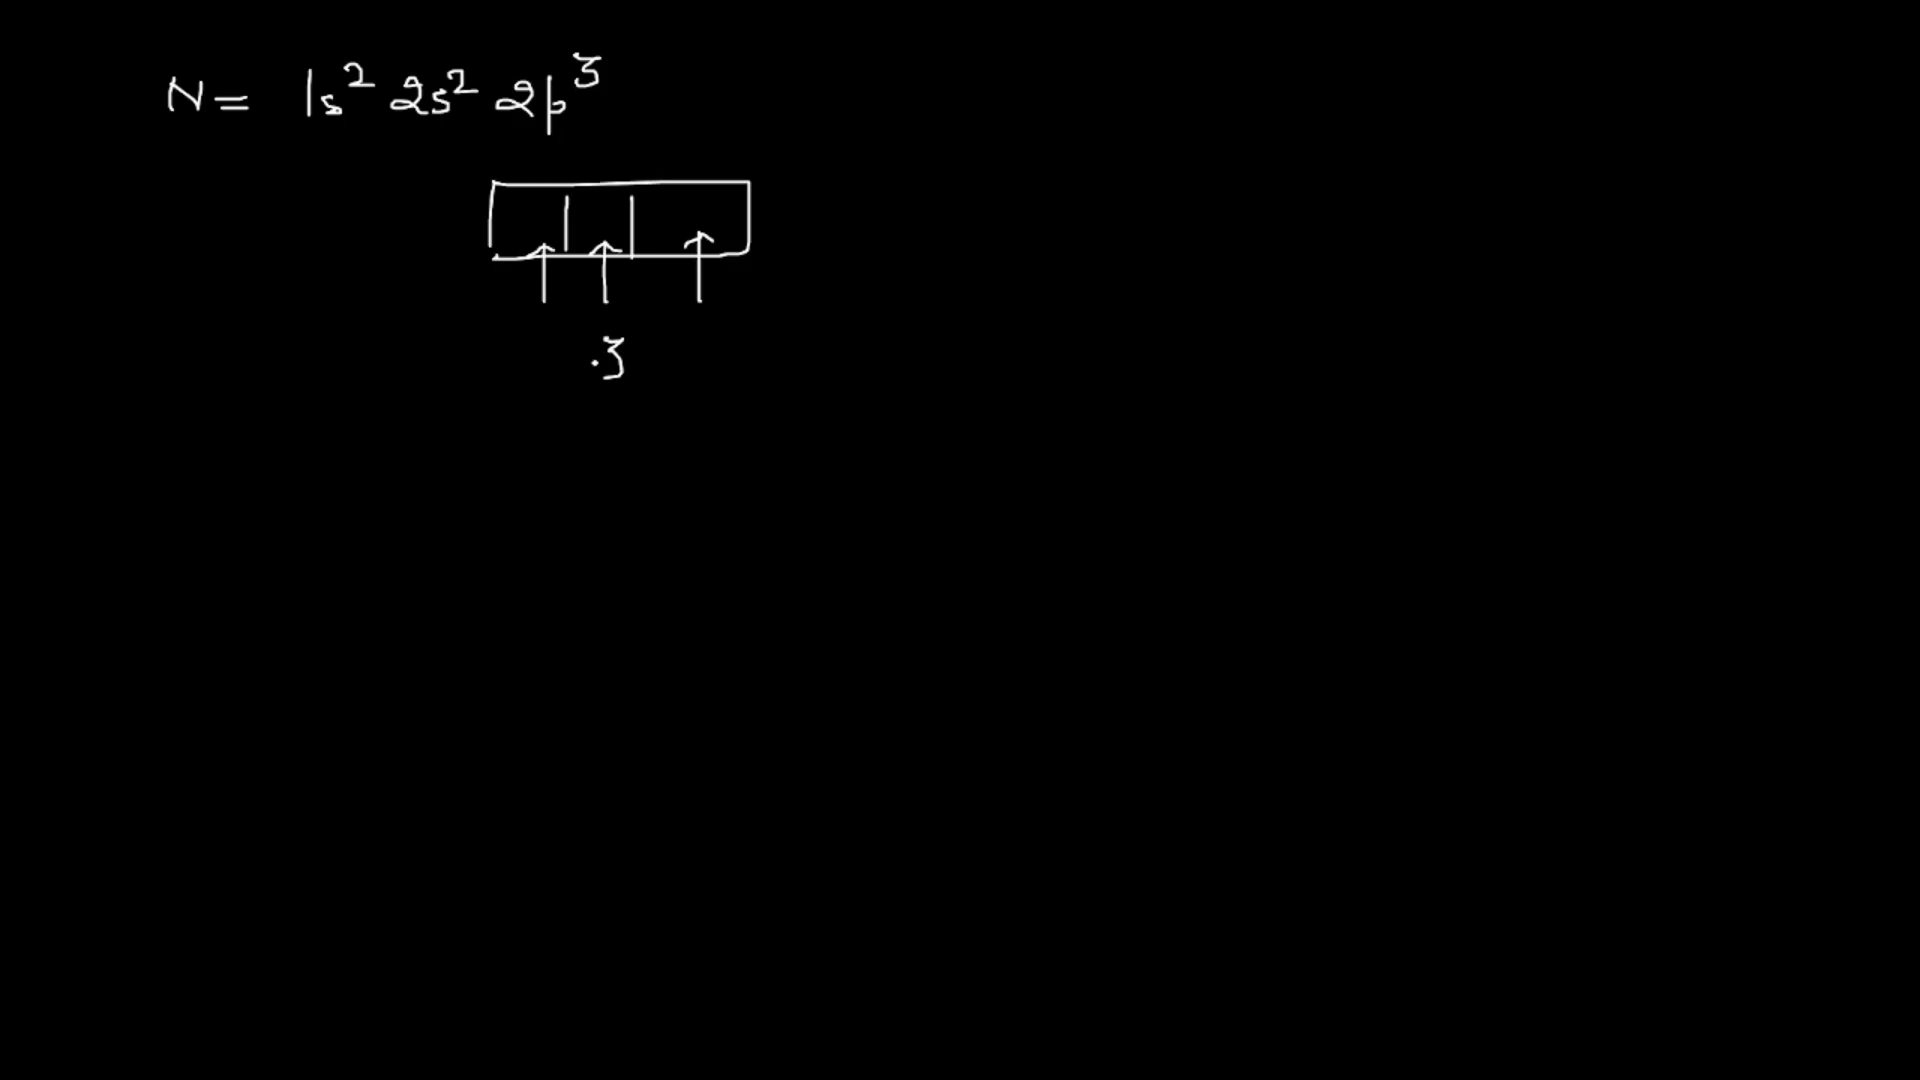 N = 1s² 2s² 2p³
.3